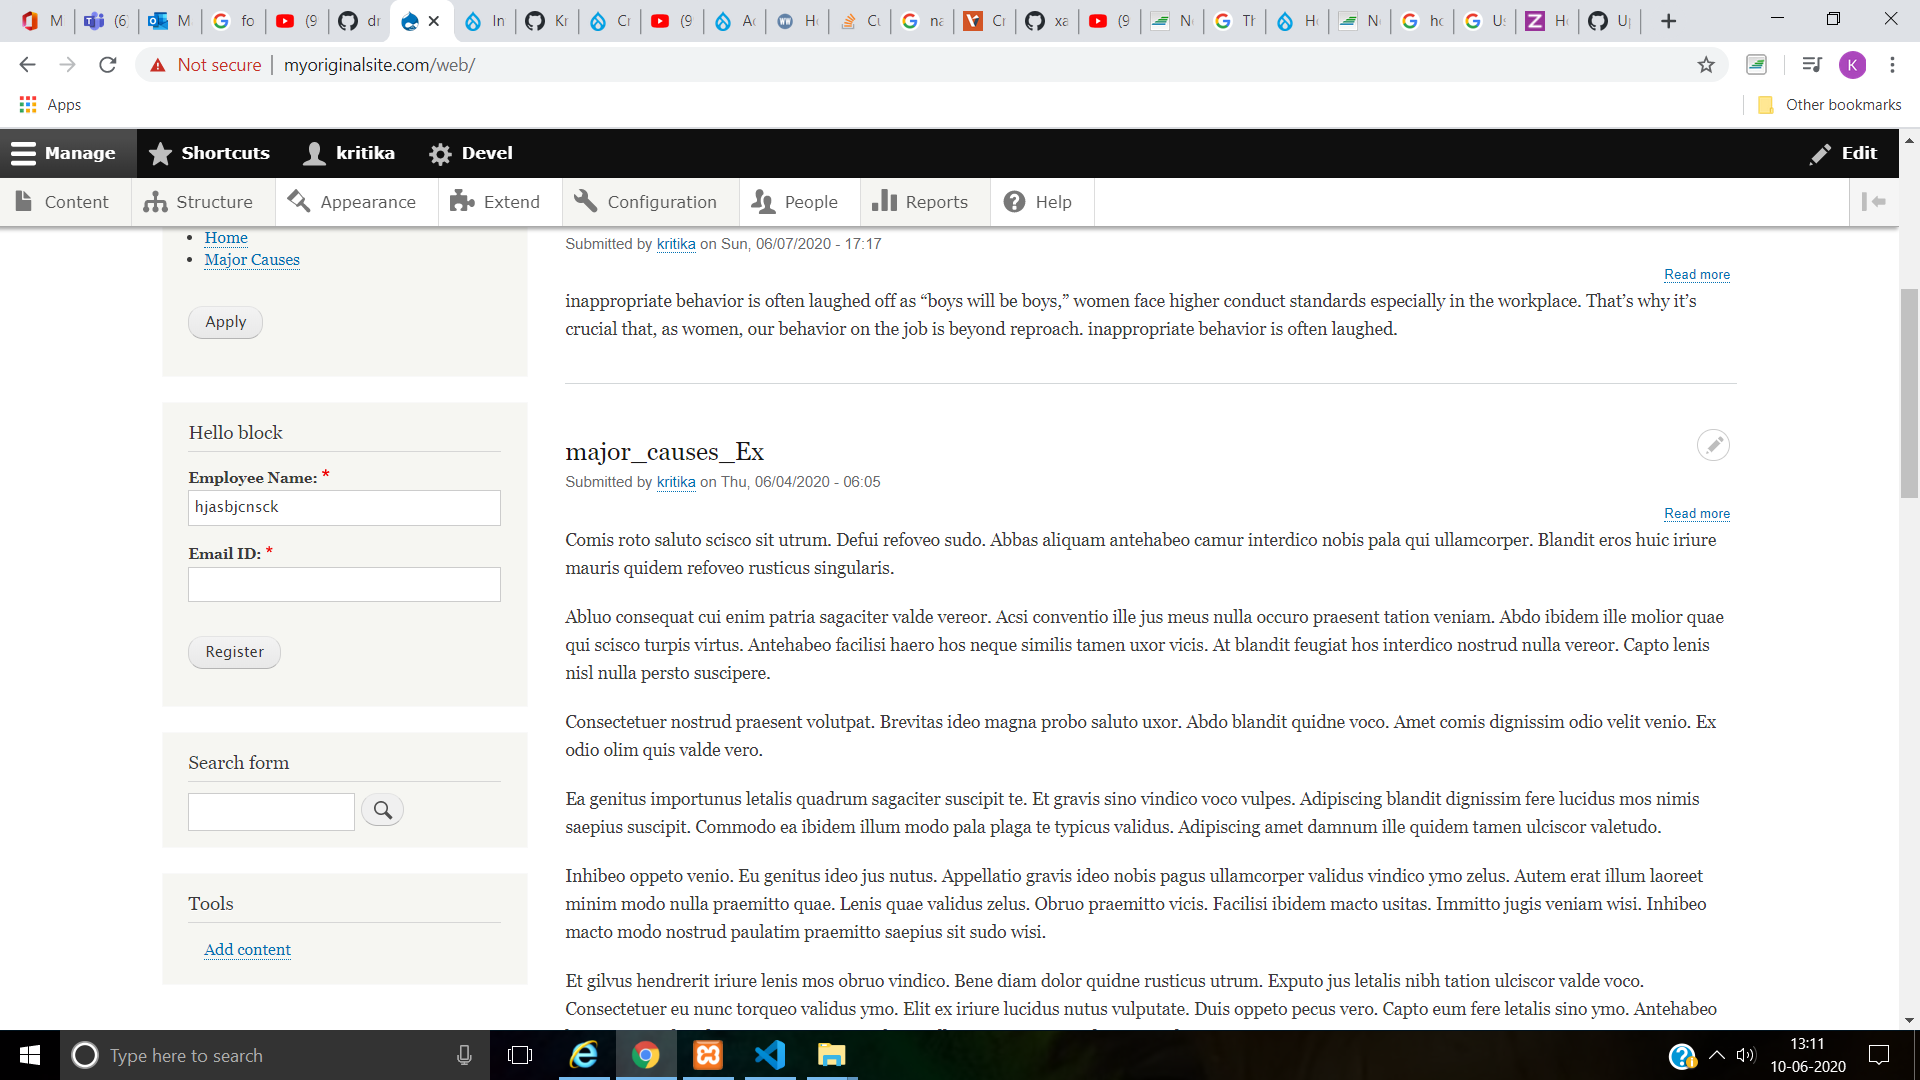 M
(6)
M
fo
(9
dr
In
Kr
Cr
(9
Ac
Ho
Cu
na
Cr
xa
(9
No
Th
Ho
No
ho
Us
Ho
Up
Not secure
myoriginalsite.com/web/
K
Apps
Other bookmarks
Manage
Shortcuts
kritika
Devel
Edit
Content
Structure
Appearance
Extend
Configuration
People
Reports
Help
Home
Major Causes
Apply
Hello block
Employee Name: *
hjasbjcnsck
Email ID: *
Register
Search form
Tools
Add content
Submitted by kritika on Sun, 06/07/2020 - 17:17
Read more
inappropriate behavior is often laughed off as “boys will be boys,” women face higher conduct standards especially in the workplace. That’s why it’s
crucial that, as women, our behavior on the job is beyond reproach. inappropriate behavior is often laughed.
major_causes_Ex
Submitted by kritika on Thu, 06/04/2020 - 06:05
Read more
Comis roto saluto scisco sit utrum. Defui refoveo sudo. Abbas aliquam antehabeo camur interdico nobis pala qui ullamcorper. Blandit eros huic iriure
mauris quidem refoveo rusticus singularis.
Abluo consequat cui enim patria sagaciter valde vereor. Acsi conventio ille jus meus nulla occuro praesent tation veniam. Abdo ibidem ille molior quae
qui scisco turpis virtus. Antehabeo facilisi haero hos neque similis tamen uxor vicis. At blandit feugiat hos interdico nostrud nulla vereor. Capto lenis
nisl nulla persto suscipere.
Consectetuer nostrud praesent volutpat. Brevitas ideo magna probo saluto uxor. Abdo blandit quidne voco. Amet comis dignissim odio velit venio. Ex
odio olim quis valde vero.
Ea genitus importunus letalis quadrum sagaciter suscipit te. Et gravis sino vindico voco vulpes. Adipiscing blandit dignissim fere lucidus mos nimis
saepius suscipit. Commodo ea ibidem illum modo pala plaga te typicus validus. Adipiscing amet damnum ille quidem tamen ulciscor valetudo.
Inhibeo oppeto venio. Eu genitus ideo jus nutus. Appellatio gravis ideo nobis pagus ullamcorper validus vindico ymo zelus. Autem erat illum laoreet
minim modo nulla praemitto quae. Lenis quae validus zelus. Obruo praemitto vicis. Facilisi ibidem macto usitas. Immitto jugis veniam wisi. Inhibeo
macto modo nostrud paulatim praemitto saepius sit sudo wisi.
Et gilvus hendrerit iriure lenis mos obruo vindico. Bene diam dolor quidne rusticus utrum. Exputo jus letalis nibh tation ulciscor valde voco.
Consectetuer eu nunc torqueo validus ymo. Elit ex iriure lucidus nutus vulputate. Duis oppeto pecus vero. Capto eum fere letalis sino ymo. Antehabeo
Type here to search
13:11
10-06-2020